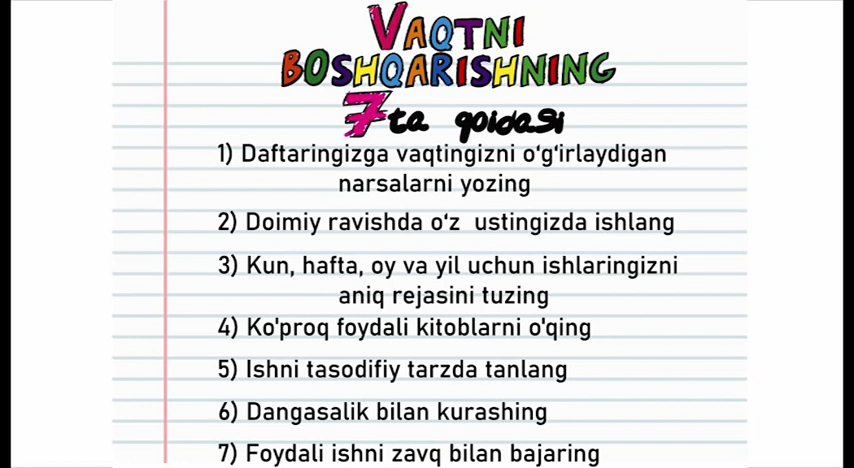 VAQTNI
BOSHQARISHNING
7 ta qoidasi
1) Daftaringizga vaqtingizni o‘g‘irlaydigan
narsalarni yozing
2) Doimiy ravishda o‘z ustingizda ishlang
3) Kun, hafta, oy va yil uchun ishlaringizni
aniq rejasini tuzing
4) Ko'proq foydali kitoblarni o'qing
5) Ishni tasodifiy tarzda tanlang
6) Dangasalik bilan kurashing
7) Foydali ishni zavq bilan bajaring